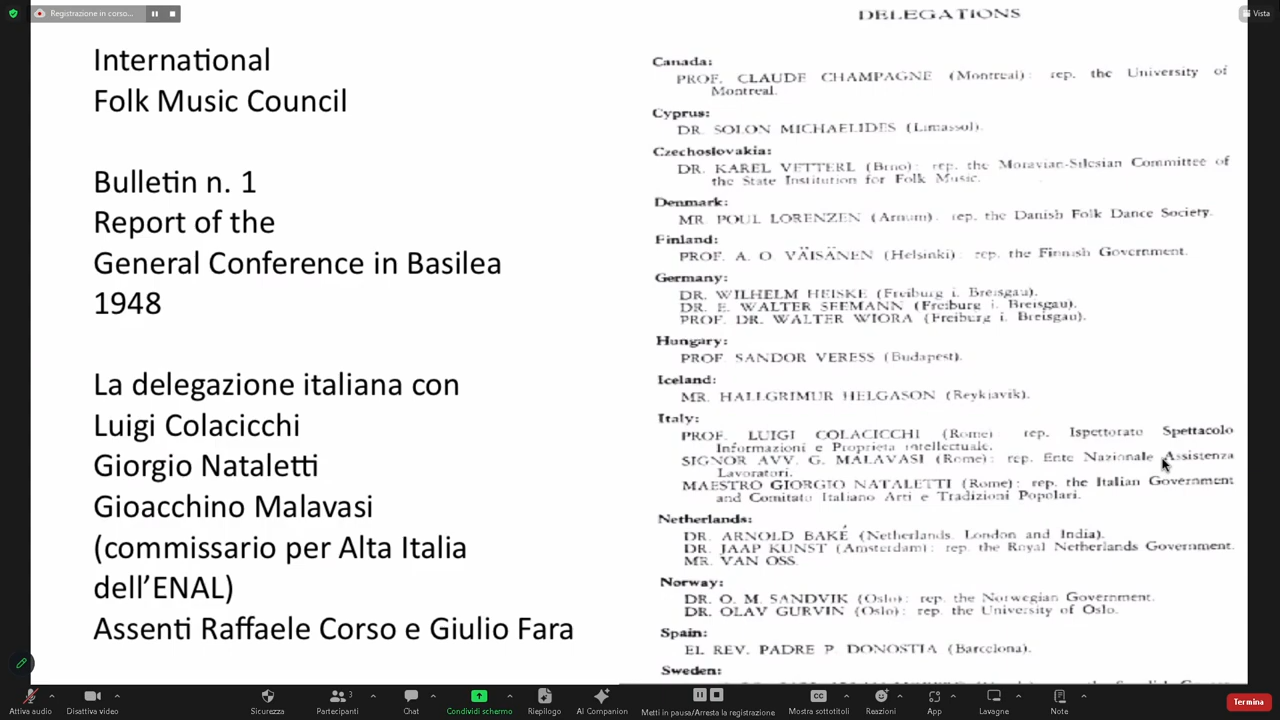 Registrazione in corso...
Vista
International
Folk Music Council
Bulletin n. 1
Report of the
General Conference in Basilea
1948
La delegazione italiana con
Luigi Colacicchi
Giorgio Nataletti
Gioacchino Malavasi
(commissario per Alta Italia
dell’ENAL)
Assenti Raffaele Corso e Giulio Fara
DELEGATIONS
Canada:
PROF. CLAUDE CHAMPAGNE (Montreal): rep. the University of
Montreal.
Cyprus:
DR. SOLON MICHAELIDES (Limassol).
Czechoslovakia:
DR. KAREL VETTERL (Brno): rep. the Moravian-Silesian Committee of
the State Institution for Folk Music.
Denmark:
MR. POUL LORENZEN (Arnum). rep. the Danish Folk Dance Society.
Finland:
PROF. A. O VÄISÄNEN (Helsinki): rep. the Finnish Government.
Germany:
DR. WILHELM HEISKE (Freiburg i. Breisgau).
DR. E. WALTER SEEMANN (Freiburg i. Breisgau).
PROF. DR. WALTER WIORA (Freiburg i. Breisgau).
Hungary:
PROF SANDOR VERESS (Budapest).
Iceland:
MR. HALLGRIMUR HELGASON (Reykjavik).
Italy:
PROF. LUIGI COLACICCHI (Rome) rep. Ispettorato Spettacolo
Informazioni e Proprieta intellectuale.
SIGNOR AVV. G. MALAVASI (Rome): rep. Ente Nazionale Assistenza
Lavoratori.
MAESTRO GIORGIO NATALETTI (Rome): rep. the Italian Government
and Comitato Italiano Arti e Tradizioni Popolari.
Netherlands:
DR. ARNOLD BAKÉ (Netherlands, London and India).
DR. JAAP KUNST (Amsterdam): rep. the Royal Netherlands Government.
MR. VAN OSS.
Norway:
DR. O. M. SANDVIK (Oslo): rep. the Norwegian Government.
DR. OLAV GURVIN (Oslo): rep. the University of Oslo.
Spain:
EL REV. PADRE P DONOSTIA (Barcelona).
Sweden:
Attiva audio
Disattiva video
Sicurezza
3
Partecipanti
Chat
Condividi schermo
Riepilogo
AI Companion
Metti in pausa/Arresta la registrazione
CC
Mostra sottotitoli
Reazioni
App
Lavagne
Note
Termina